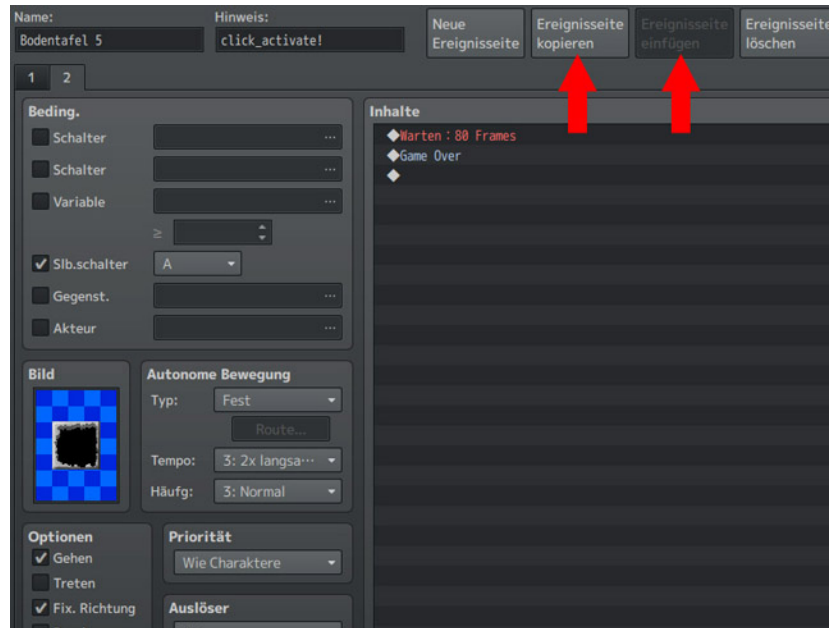 Name:
Hinweis:
Bodentafel 5
click_activate!
Neue
Ereignisseite
Ereignisseite
kopieren
Ereignisseite
einfügen
Ereignisseite
löschen
1
2
Beding.
Schalter
...
Schalter
...
Variable
...
≥
Slb.schalter
A
Gegenst.
...
Akteur
...
Inhalte
◆Warten：80 Frames
◆Game Over
◆
Bild
Autonome Bewegung
Typ:
Fest
Route...
Tempo:
3: 2x langsa...
Häufg:
3: Normal
Optionen
Gehen
Treten
Fix. Richtung
Priorität
Wie Charaktere
Auslöser